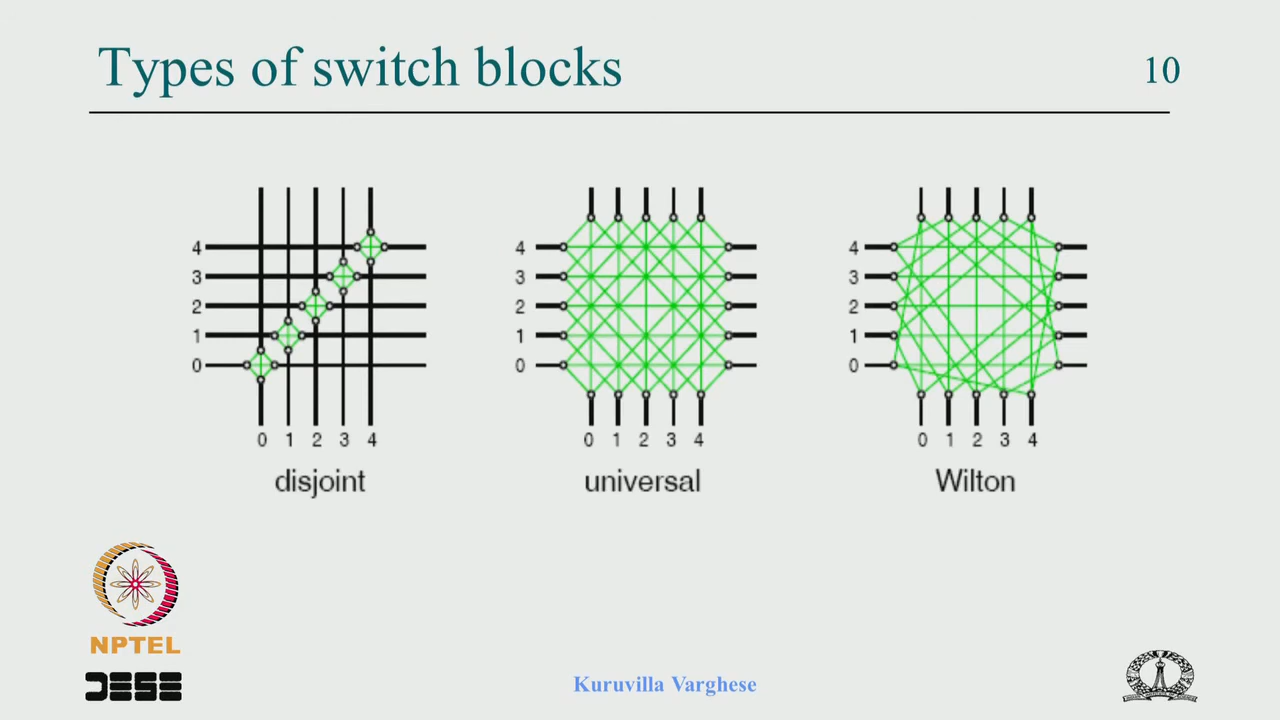 Types of switch blocks
10
4
3
2
1
0
0 1 2 3 4
disjoint
4
3
2
1
0
0 1 2 3 4
universal
4
3
2
1
0
0 1 2 3 4
Wilton
NPTEL
DESE
Kuruvilla Varghese